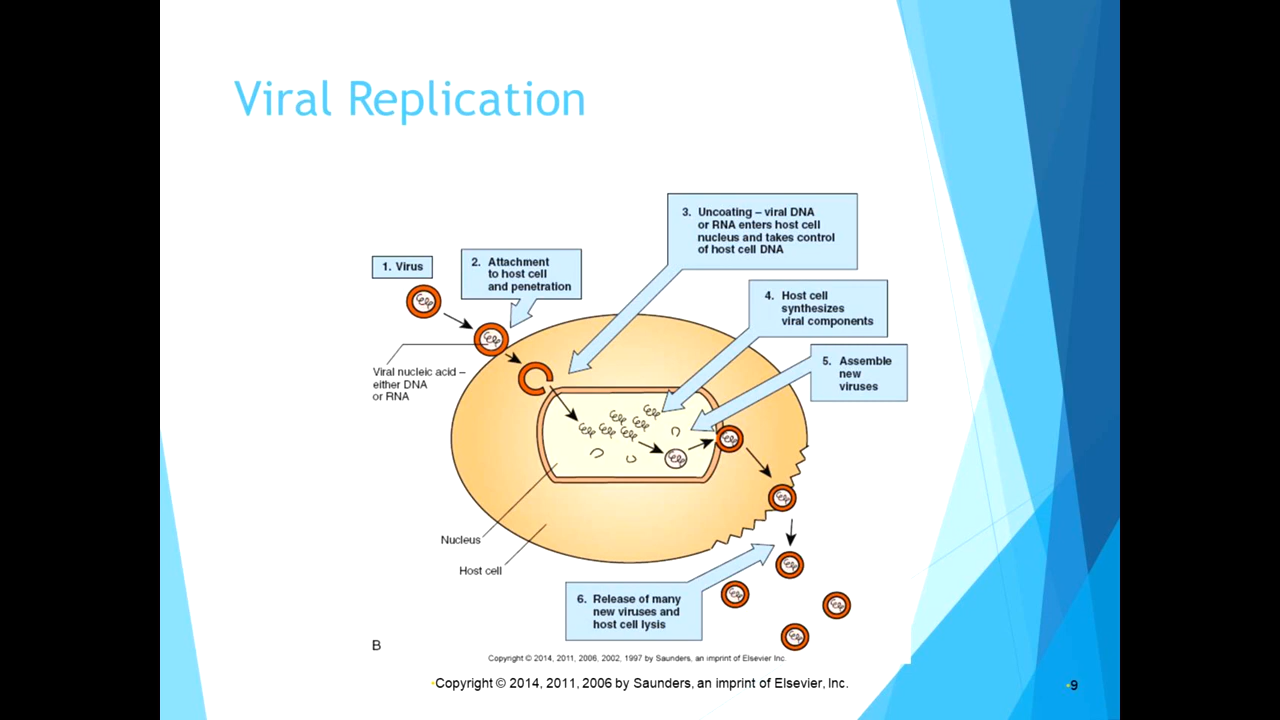 Viral Replication
1. Virus
2. Attachment
to host cell
and penetration
3. Uncoating – viral DNA
or RNA enters host cell
nucleus and takes control
of host cell DNA
4. Host cell
synthesizes
viral components
5. Assemble
new
viruses
Viral nucleic acid –
either DNA
or RNA
Nucleus
Host cell
6. Release of many
new viruses and
host cell lysis
B
Copyright © 2014, 2011, 2006, 2002, 1997 by Saunders, an imprint of Elsevier Inc.
•Copyright © 2014, 2011, 2006 by Saunders, an imprint of Elsevier, Inc.
•9